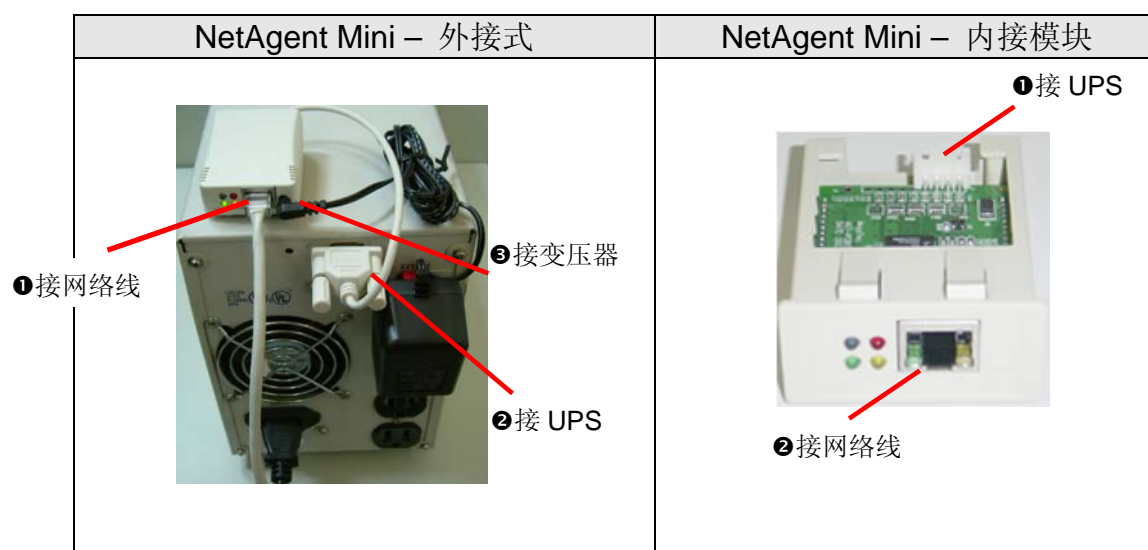 NetAgent Mini – 外接式
NetAgent Mini – 内接模块
❶接网络线
❸接变压器
❷接 UPS
❶接 UPS
❷接网络线